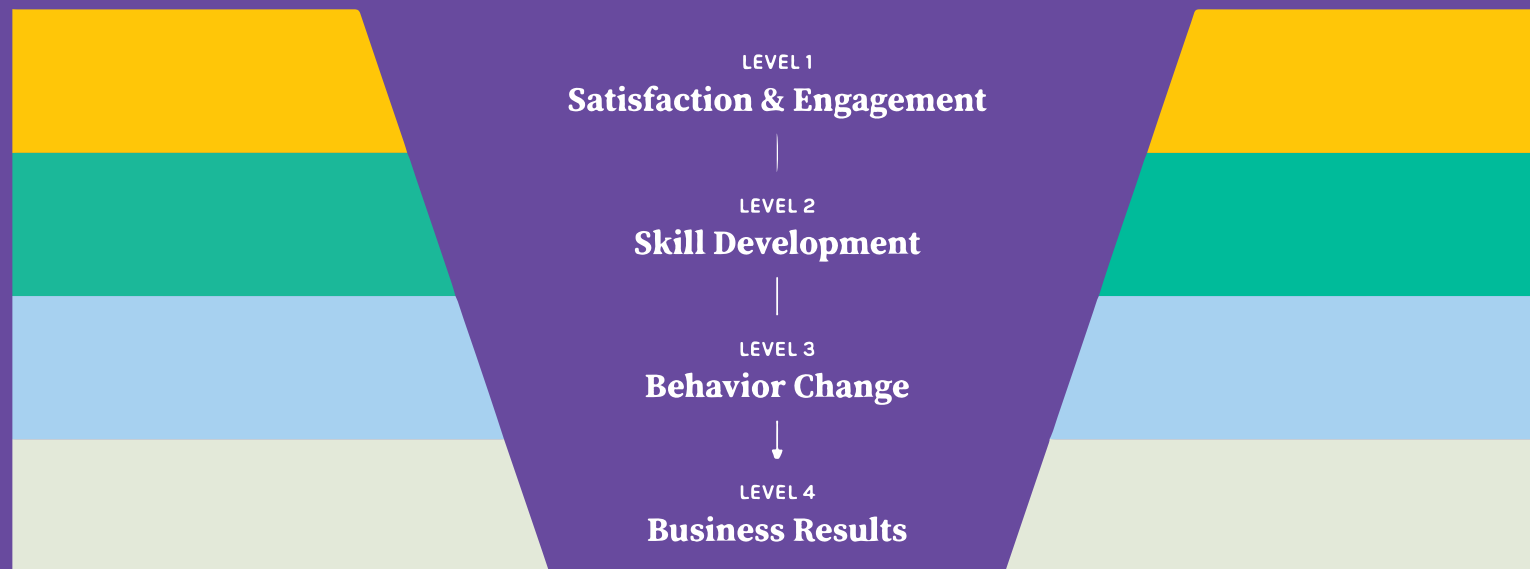 LEVEL 1
Satisfaction & Engagement
LEVEL 2
Skill Development
LEVEL 3
Behavior Change
LEVEL 4
Business Results